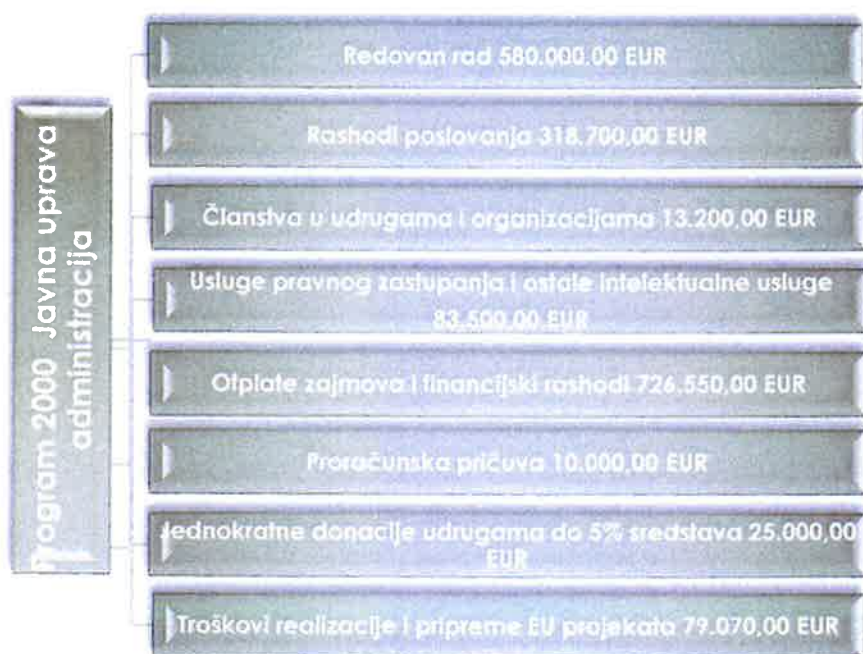 Program 2000 Javna uprava
administracija
Redovan rad 580.000,00 EUR
Rashodi poslovanja 318.700,00 EUR
Članstva u udrugama i organizacijama 13.200,00 EUR
Usluge pravnog zastupanja i ostale intelektualne usluge
83.500,00 EUR
Otplate zajmova i financijski rashodi 726.550,00 EUR
Proračunska pričuva 10.000,00 EUR
Jednokratne donacije udrugama do 5% sredstava 25.000,00
EUR
Troškovi realizacije i pripreme EU projekata 79.070,00 EUR